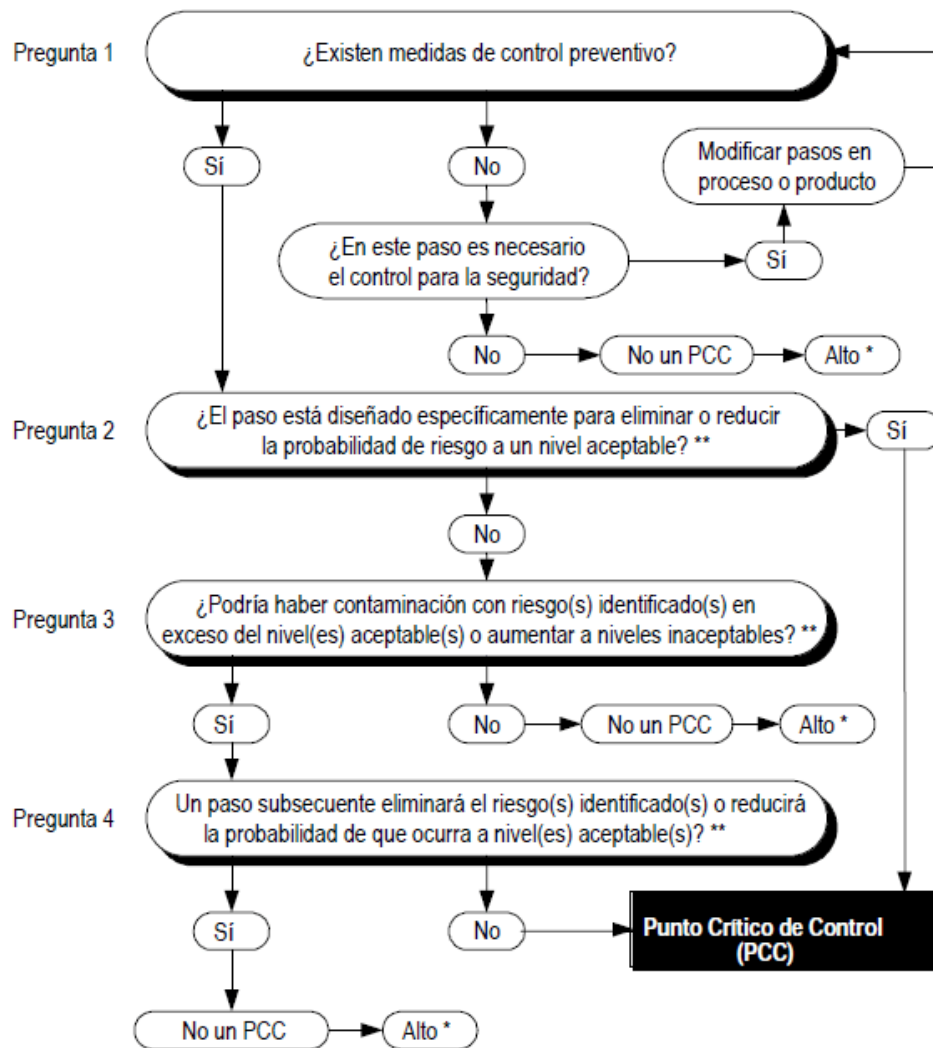 Pregunta 1
¿Existen medidas de control preventivo?
Sí
No
Modificar pasos en
proceso o producto
¿En este paso es necesario
el control para la seguridad?
Sí
No
No un PCC
Alto *
Pregunta 2
¿El paso está diseñado específicamente para eliminar o reducir
la probabilidad de riesgo a un nivel aceptable? **
Sí
No
Pregunta 3
¿Podría haber contaminación con riesgo(s) identificado(s) en
exceso del nivel(es) aceptable(s) o aumentar a niveles inaceptables? **
Sí
No
No un PCC
Alto *
Pregunta 4
Un paso subsecuente eliminará el riesgo(s) identificado(s) o reducirá
la probabilidad de que ocurra a nivel(es) aceptable(s)? **
Sí
No
Punto Crítico de Control
(PCC)
No un PCC
Alto *